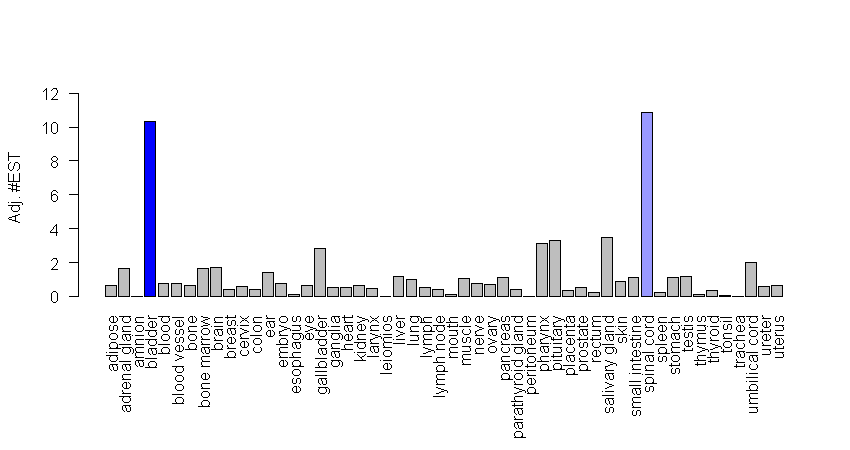 Adj. #EST
12
10
8
6
4
2
0
adipose
adrenal gland
amnion
bladder
blood
blood vessel
bone
bone marrow
brain
breast
cervix
colon
ear
embryo
esophagus
eye
gallbladder
ganglia
heart
kidney
larynx
leiomios
liver
lung
lymph
lymph node
mouth
muscle
nerve
ovary
pancreas
parathyroid gland
peritoneum
pharynx
pituitary
placenta
prostate
rectum
salivary gland
skin
small intestine
spinal cord
spleen
stomach
testis
thymus
thyroid
tonsil
trachea
umbilical cord
ureter
uterus